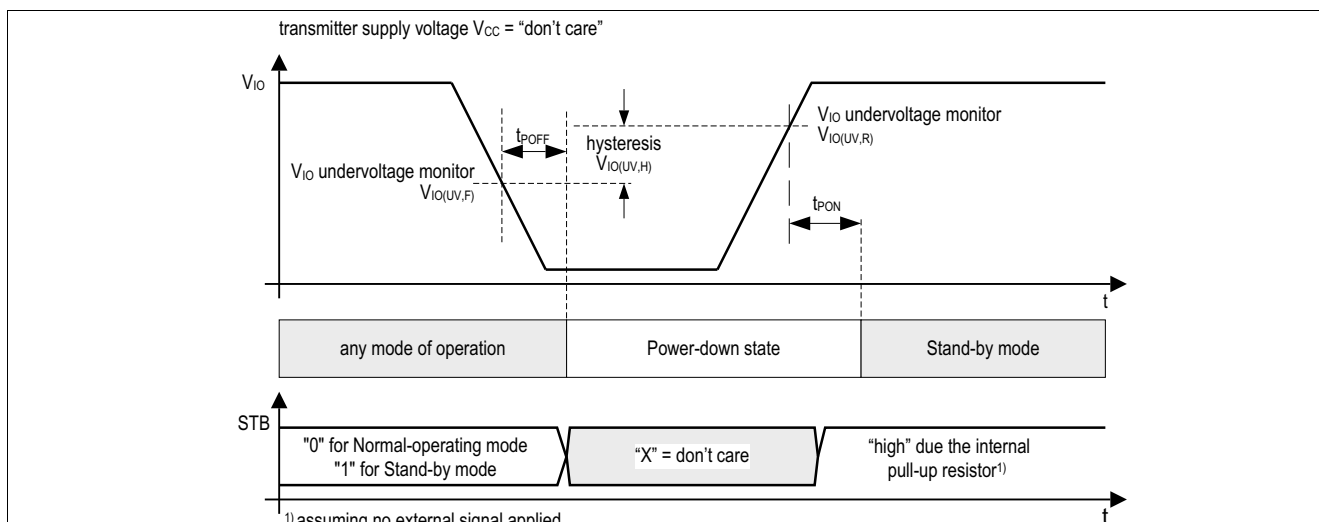 transmitter supply voltage VCC = “don’t care”
VIO
tPOFF
hysteresis
VIO(UV,H)
VIO undervoltage monitor
VIO(UV,R)
VIO undervoltage monitor
VIO(UV,F)
tPON
t
any mode of operation
Power-down state
Stand-by mode
STB
"0" for Normal-operating mode
"1" for Stand-by mode
“X” = don’t care
“high” due the internal
pull-up resistor1)
t
1) assuming no external signal applied